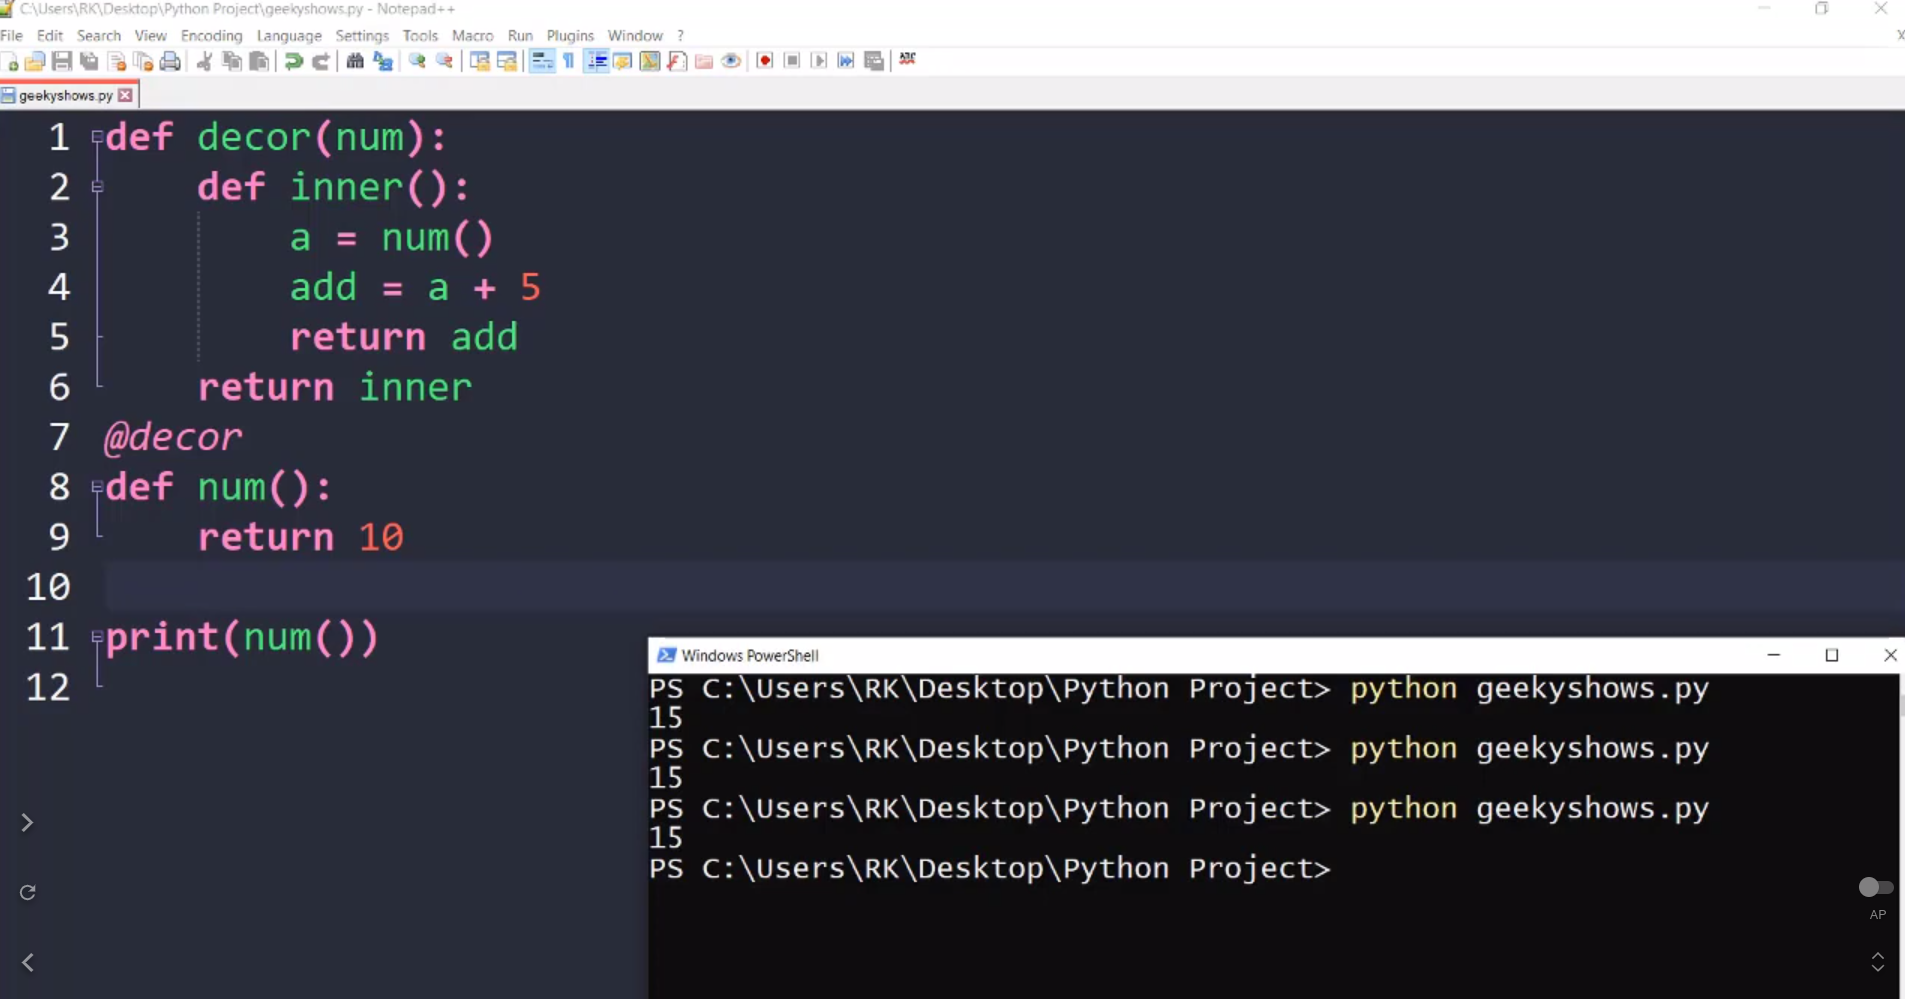 C:\Users\RK\Desktop\Python Project\geekyshows.py - Notepad++
File Edit Search View Encoding Language Settings Tools Macro Run Plugins Window ?
geekyshows.py
1 def decor(num):
2     def inner():
3         a = num()
4         add = a + 5
5         return add
6     return inner
7 @decor
8 def num():
9     return 10
10
11 print(num())
12
Windows PowerShell
PS C:\Users\RK\Desktop\Python Project> python geekyshows.py
15
PS C:\Users\RK\Desktop\Python Project> python geekyshows.py
15
PS C:\Users\RK\Desktop\Python Project> python geekyshows.py
15
PS C:\Users\RK\Desktop\Python Project>
AP